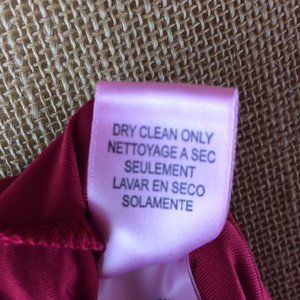 DRY CLEAN ONLY
NETTOYAGE A SEC
SEULEMENT
LAVAR EN SECO
SOLAMENTE